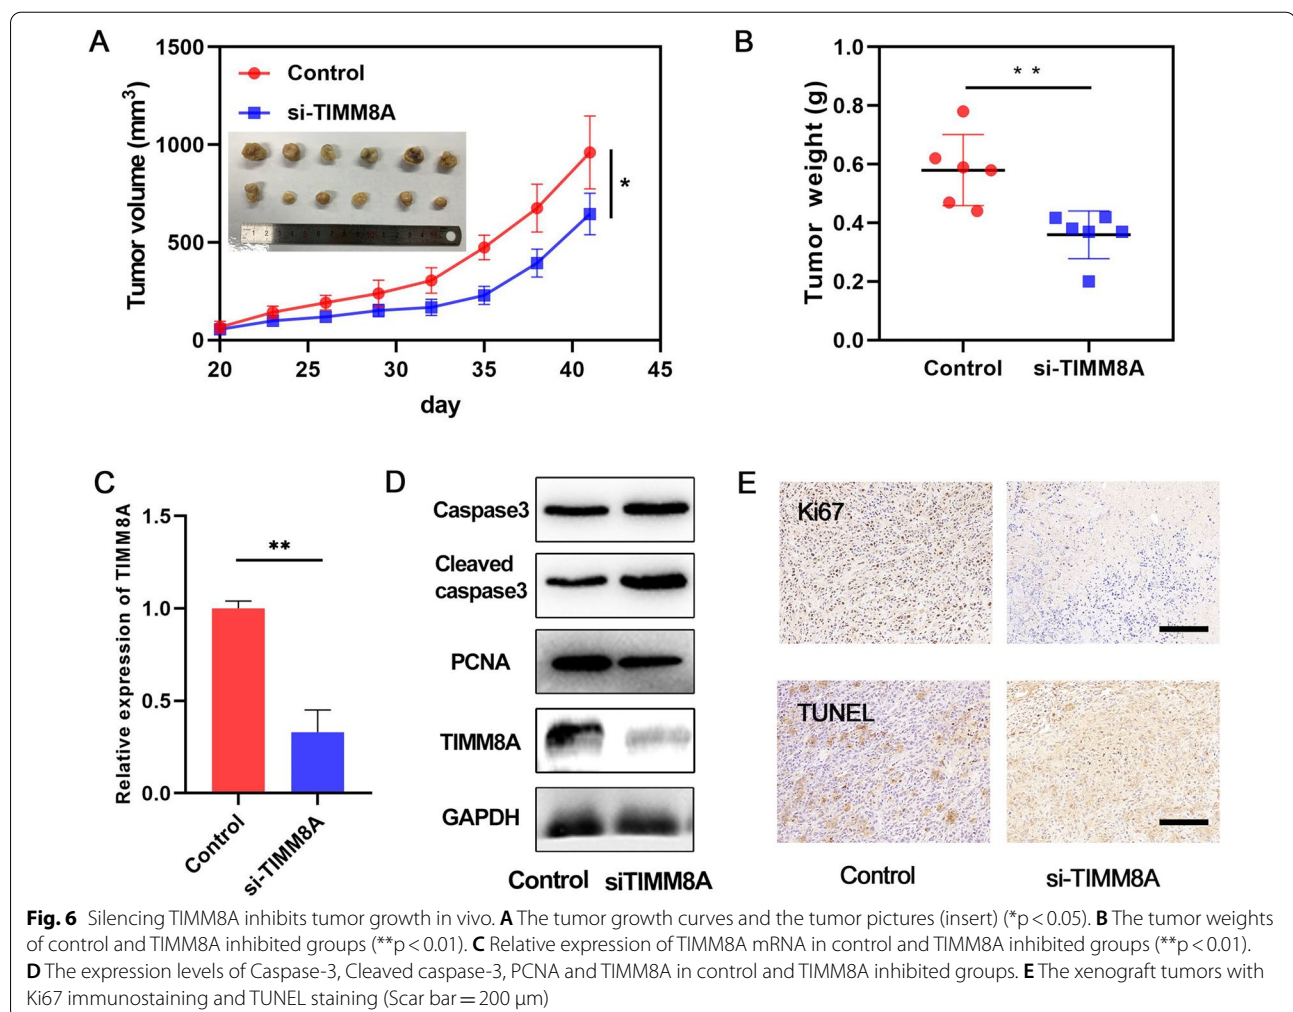 A
1500
1000
500
0
Tumor volume (mm³)
Control
si-TIMM8A
*
20 25 30 35 40 45
day
B
1.0
0.8
0.6
0.4
0.2
0.0
Tumor weight (g)
* *
Control si-TIMM8A
C
1.5
1.0
0.5
0.0
Relative expression of TIMM8A
**
Control
si-TIMM8A
D
Caspase3
Cleaved
caspase3
PCNA
TIMM8A
GAPDH
Control siTIMM8A
E
Ki67
TUNEL
Control si-TIMM8A
Fig. 6 Silencing TIMM8A inhibits tumor growth in vivo. A The tumor growth curves and the tumor pictures (insert) (*p < 0.05). B The tumor weights
of control and TIMM8A inhibited groups (**p < 0.01). C Relative expression of TIMM8A mRNA in control and TIMM8A inhibited groups (**p < 0.01).
D The expression levels of Caspase-3, Cleaved caspase-3, PCNA and TIMM8A in control and TIMM8A inhibited groups. E The xenograft tumors with
Ki67 immunostaining and TUNEL staining (Scar bar = 200 μm)